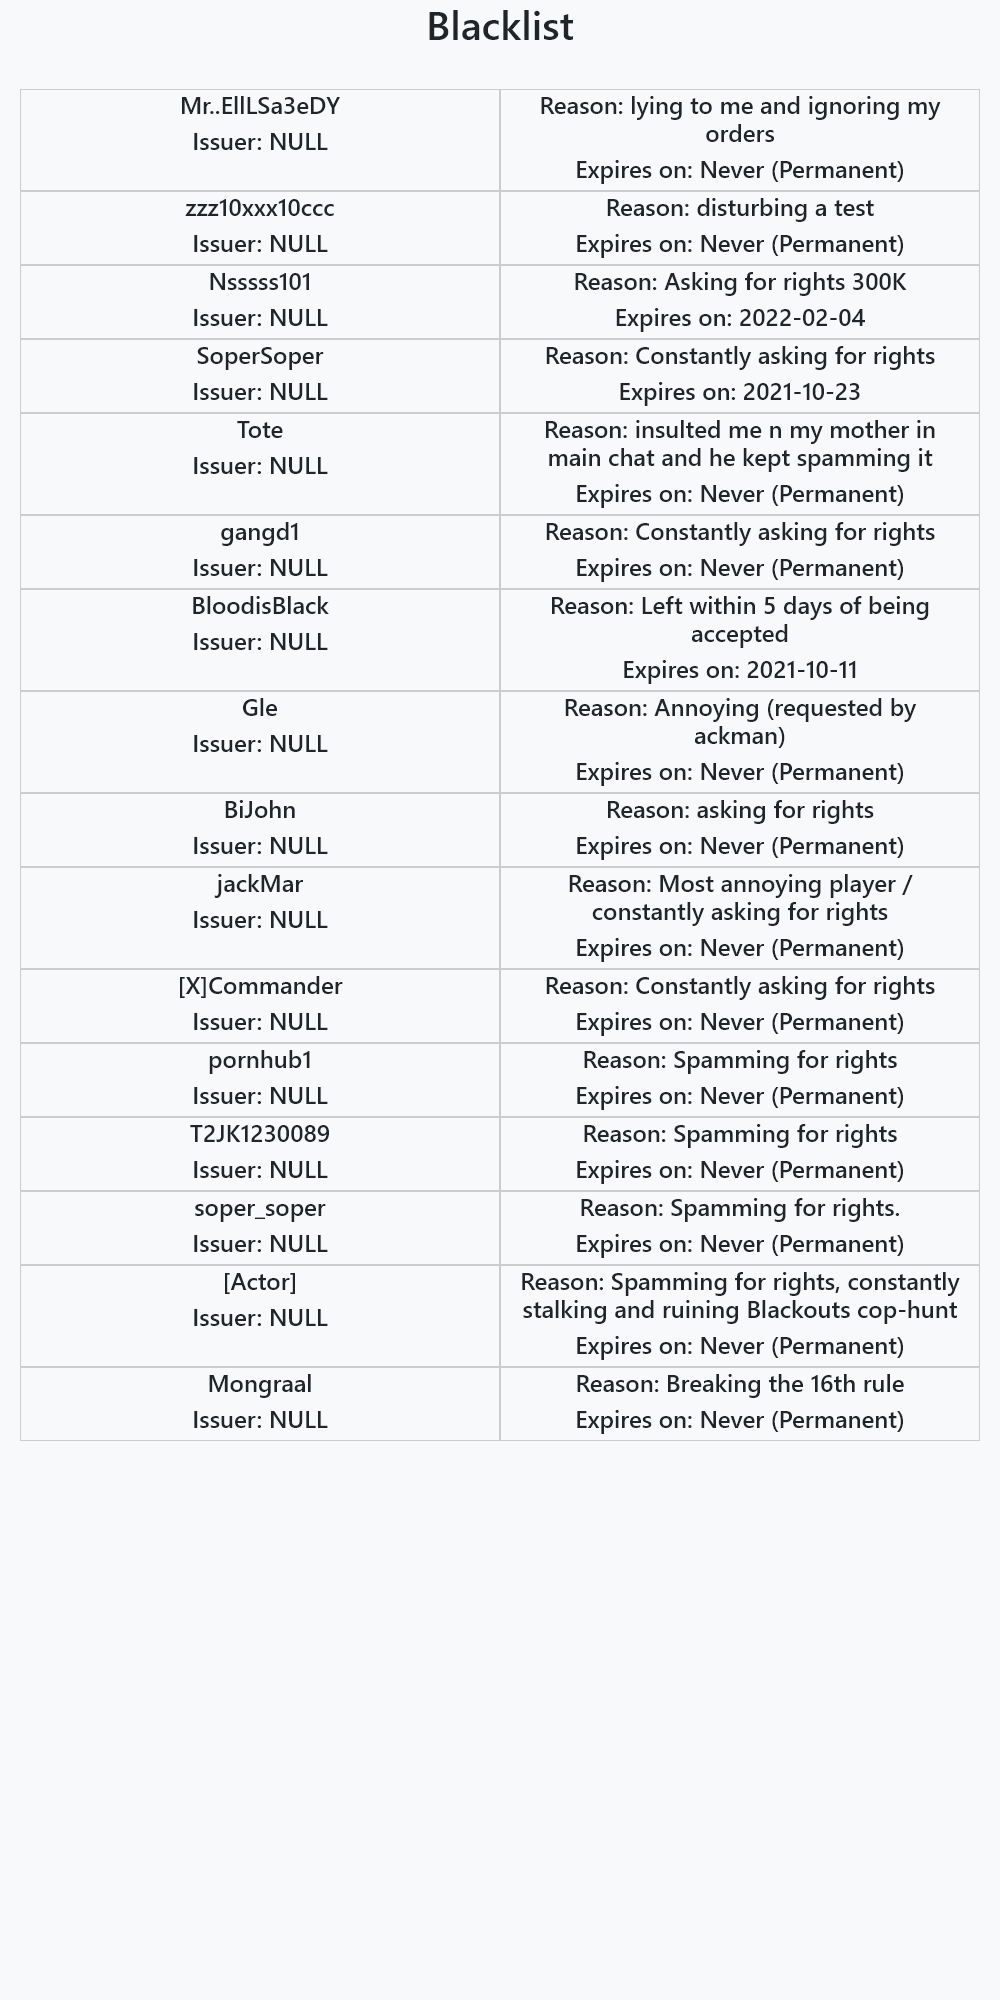 Blacklist
Mr..EllLSa3eDY
Issuer: NULL
Reason: lying to me and ignoring my
orders
Expires on: Never (Permanent)
zzz10xxx10ccc
Issuer: NULL
Reason: disturbing a test
Expires on: Never (Permanent)
Nsssss101
Issuer: NULL
Reason: Asking for rights 300K
Expires on: 2022-02-04
SoperSoper
Issuer: NULL
Reason: Constantly asking for rights
Expires on: 2021-10-23
Tote
Issuer: NULL
Reason: insulted me n my mother in
main chat and he kept spamming it
Expires on: Never (Permanent)
gangd1
Issuer: NULL
Reason: Constantly asking for rights
Expires on: Never (Permanent)
BloodisBlack
Issuer: NULL
Reason: Left within 5 days of being
accepted
Expires on: 2021-10-11
Gle
Issuer: NULL
Reason: Annoying (requested by
ackman)
Expires on: Never (Permanent)
BiJohn
Issuer: NULL
Reason: asking for rights
Expires on: Never (Permanent)
jackMar
Issuer: NULL
Reason: Most annoying player /
constantly asking for rights
Expires on: Never (Permanent)
[X]Commander
Issuer: NULL
Reason: Constantly asking for rights
Expires on: Never (Permanent)
pornhub1
Issuer: NULL
Reason: Spamming for rights
Expires on: Never (Permanent)
T2JK1230089
Issuer: NULL
Reason: Spamming for rights
Expires on: Never (Permanent)
soper_soper
Issuer: NULL
Reason: Spamming for rights.
Expires on: Never (Permanent)
[Actor]
Issuer: NULL
Reason: Spamming for rights, constantly
stalking and ruining Blackouts cop-hunt
Expires on: Never (Permanent)
Mongraal
Issuer: NULL
Reason: Breaking the 16th rule
Expires on: Never (Permanent)